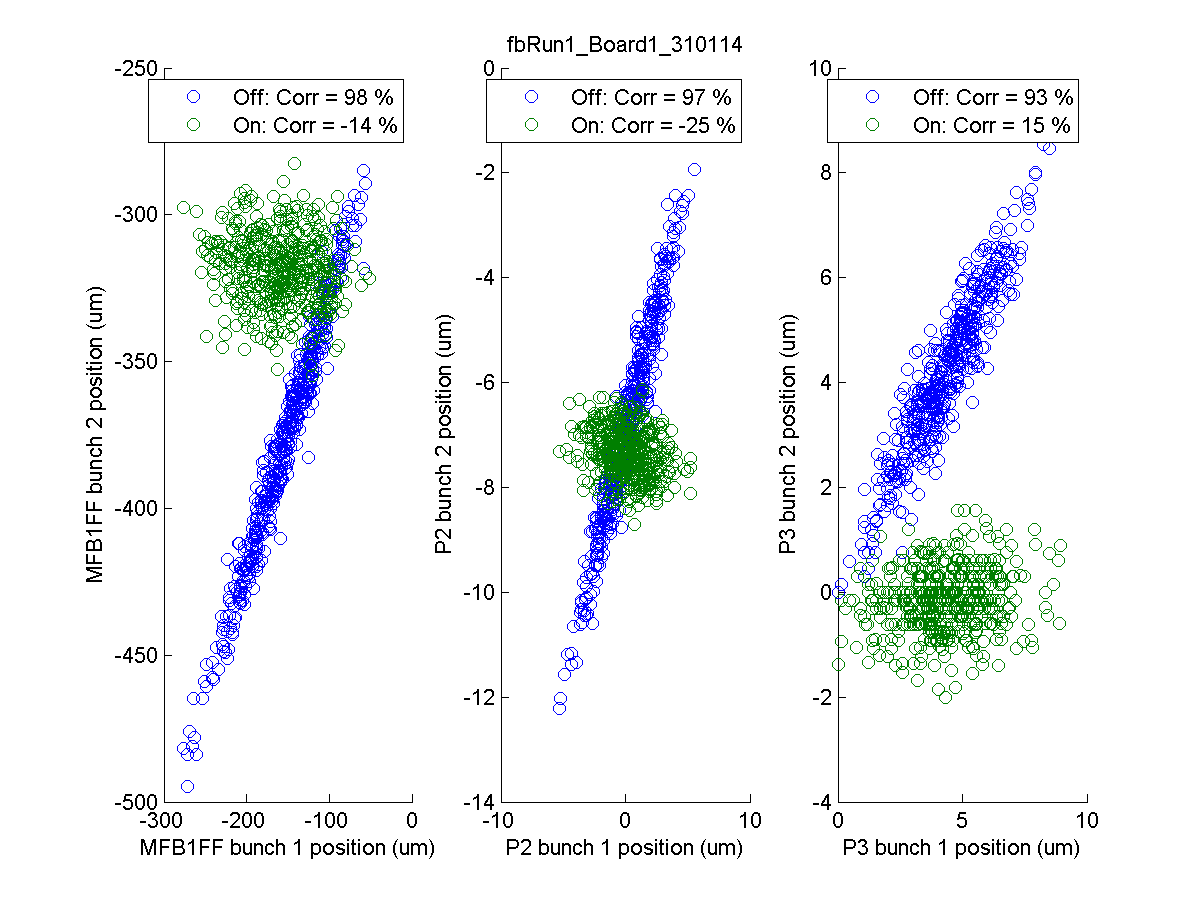 fbRun1_Board1_310114
-250
-300
-350
-400
-450
-500
-300
-200
-100
0
MFB1FF bunch 1 position (um)
MFB1FF bunch 2 position (um)
Off: Corr = 98 %
On: Corr = -14 %
0
-2
-4
-6
-8
-10
-12
-14
-10
0
10
P2 bunch 1 position (um)
P2 bunch 2 position (um)
Off: Corr = 97 %
On: Corr = -25 %
10
8
6
4
2
0
-2
-4
0
5
10
P3 bunch 1 position (um)
P3 bunch 2 position (um)
Off: Corr = 93 %
On: Corr = 15 %